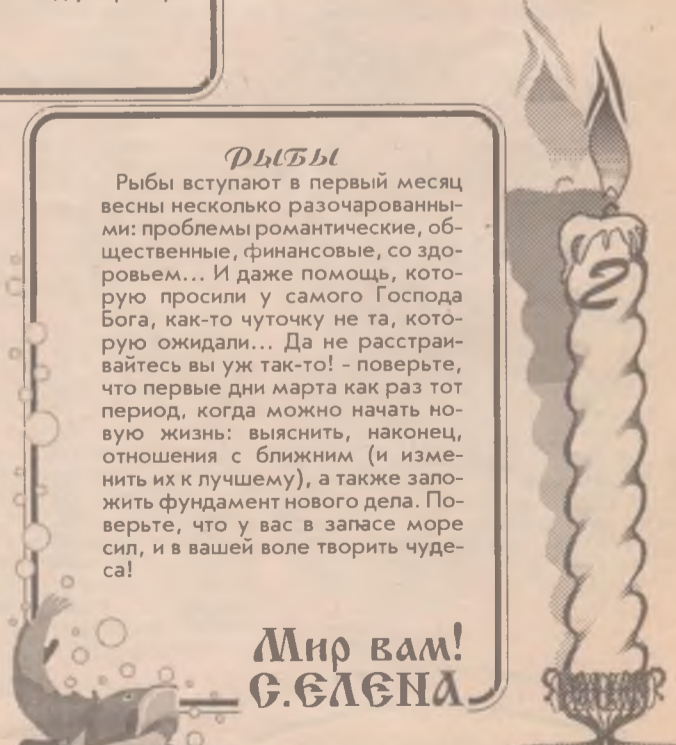 РЫБЫ
Рыбы вступают в первый месяц
весны несколько разочарованны-
ми: проблемы романтические, об-
щественные, финансовые, со здо-
ровьем... И даже помощь, кото-
рую просили у самого Господа
Бога, как-то чуточку не та, кото-
рую ожидали... Да не расстраи-
вайтесь вы уж так-то! - поверьте,
что первые дни марта как раз тот
период, когда можно начать но-
вую жизнь: выяснить, наконец,
отношения с ближним (и изме-
нить их к лучшему), а также зало-
жить фундамент нового дела. По-
верьте, что у вас в запасе море
сил, и в вашей воле творить чуде-
са!
Мир вам!
С.ЕЛЕНА
2